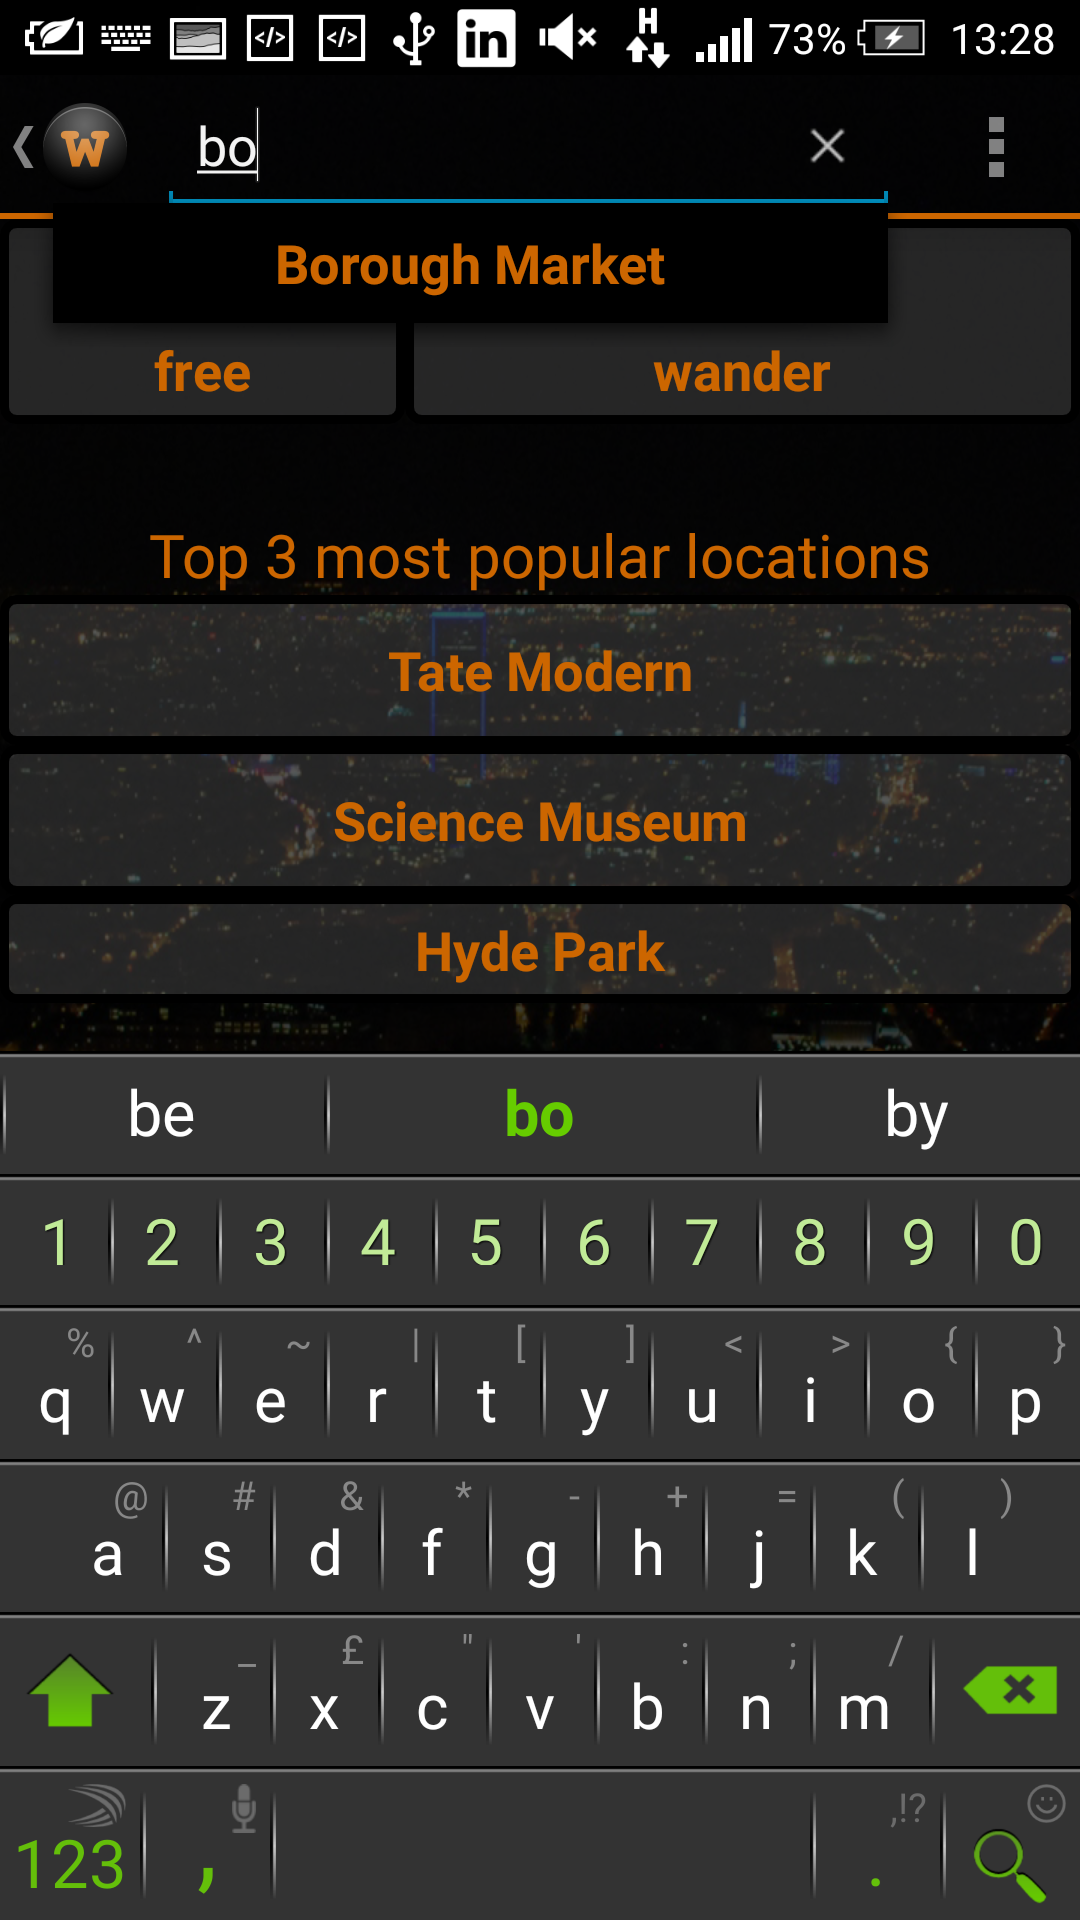 73% 13:28
w bo
Borough Market
free wander
Top 3 most popular locations
Tate Modern
Science Museum
Hyde Park
be bo by
1 2 3 4 5 6 7 8 9 0
% ^ ~ | [ ] < > { }
q w e r t y u i o p
@ # & * - + = ( )
a s d f g h j k l
_ £ " ' : ; /
z x c v b n m
,!?
123 , .